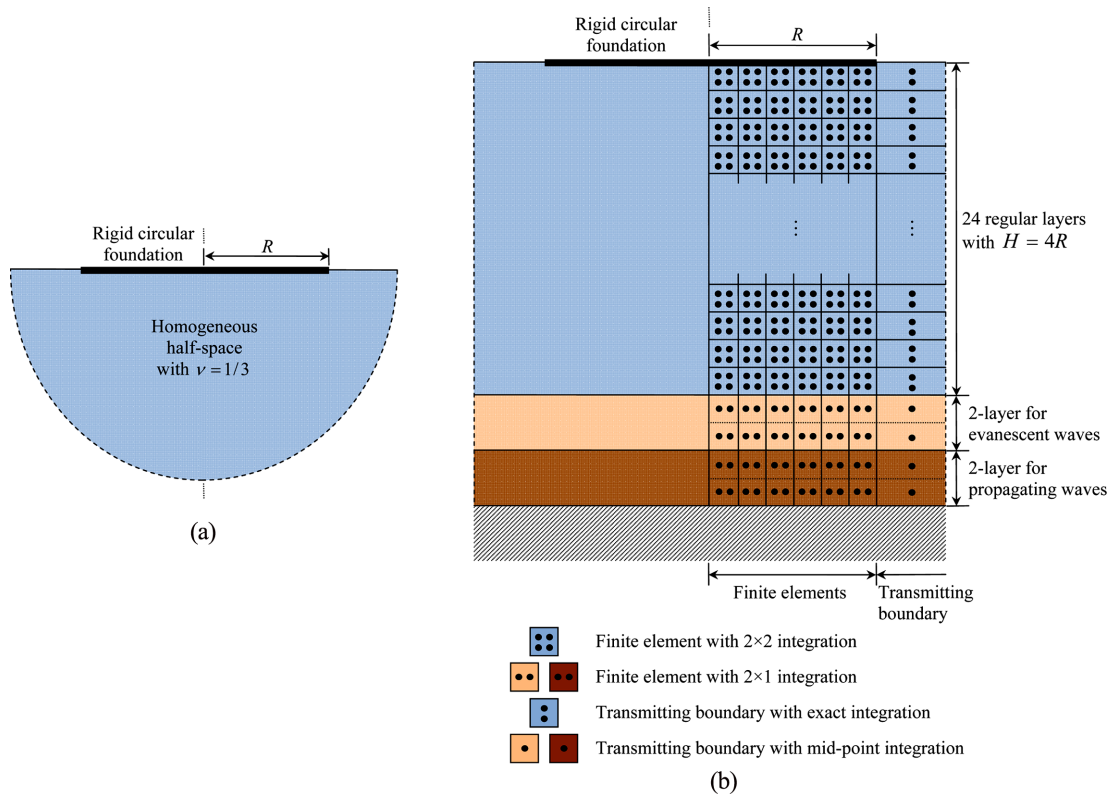 Rigid circular
foundation
R
Homogeneous
half-space
with ν = 1/3
(a)
Rigid circular
foundation
R
24 regular layers
with H = 4R
2-layer for
evanescent waves
2-layer for
propagating waves
Finite elements
Transmitting
boundary
Finite element with 2×2 integration
Finite element with 2×1 integration
Transmitting boundary with exact integration
Transmitting boundary with mid-point integration
(b)